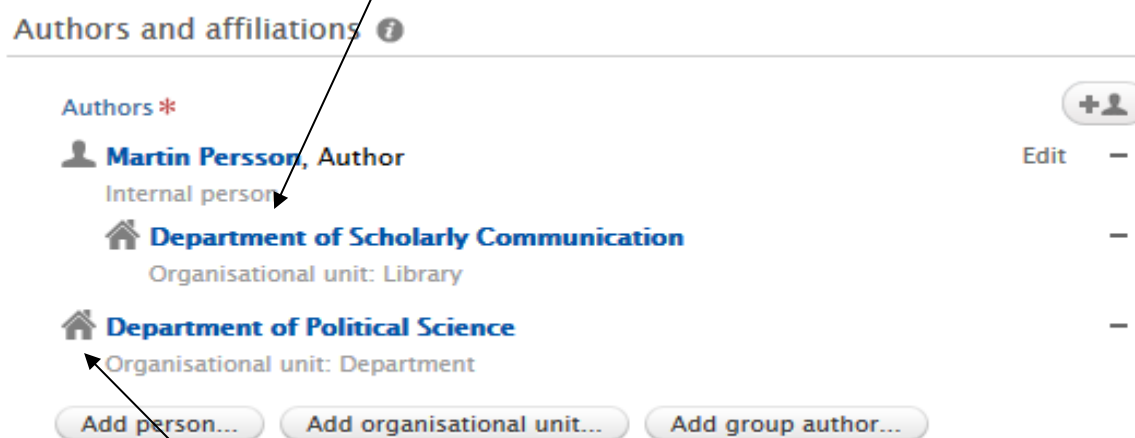 Authors and affiliations
Authors *
Martin Persson, Author Edit
Internal person
Department of Scholarly Communication
Organisational unit: Library
Department of Political Science
Organisational unit: Department
Add person... Add organisational unit... Add group author...